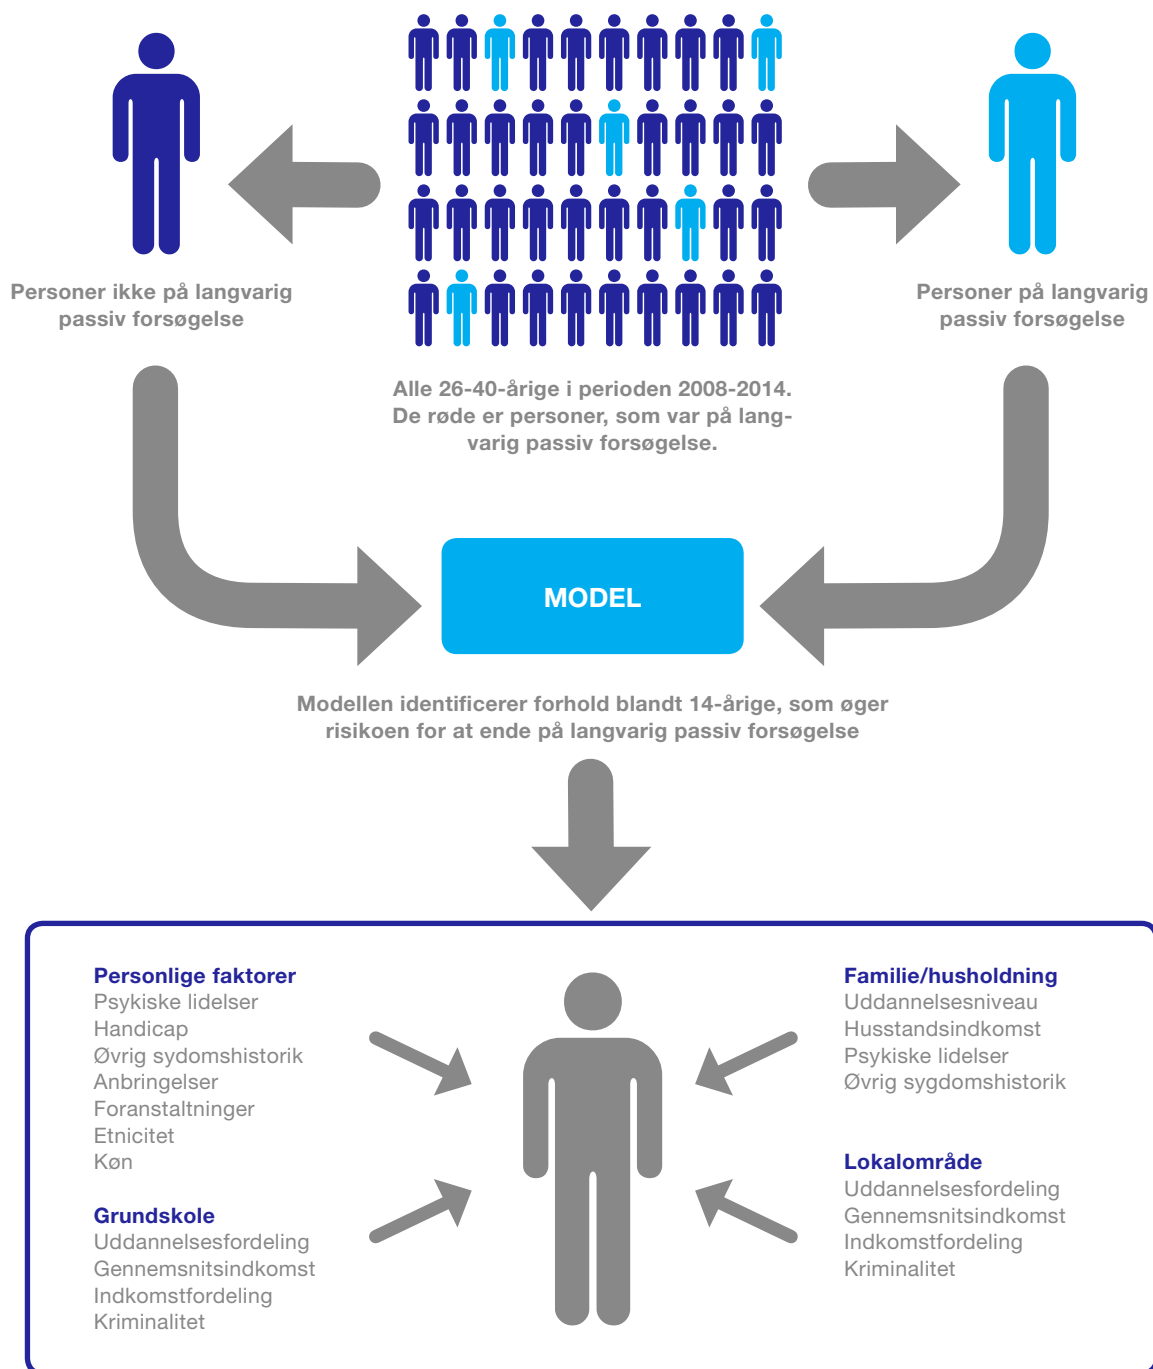 Personer ikke på langvarig
passiv forsøgelse
Personer på langvarig
passiv forsøgelse
Alle 26-40-årige i perioden 2008-2014.
De røde er personer, som var på lang-
varig passiv forsøgelse.
MODEL
Modellen identificerer forhold blandt 14-årige, som øger
risikoen for at ende på langvarig passiv forsøgelse
Personlige faktorer
Psykiske lidelser
Handicap
Øvrig sydomshistorik
Anbringelser
Foranstaltninger
Etnicitet
Køn
Grundskole
Uddannelsesfordeling
Gennemsnitsindkomst
Indkomstfordeling
Kriminalitet
Familie/husholdning
Uddannelsesniveau
Husstandsindkomst
Psykiske lidelser
Øvrig sygdomshistorik
Lokalområde
Uddannelsesfordeling
Gennemsnitsindkomst
Indkomstfordeling
Kriminalitet